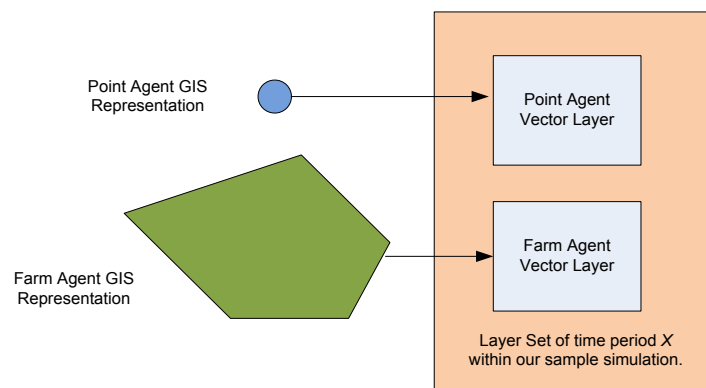 Point Agent GIS
Representation
Point Agent
Vector Layer
Farm Agent GIS
Representation
Farm Agent
Vector Layer
Layer Set of time period X
within our sample simulation.